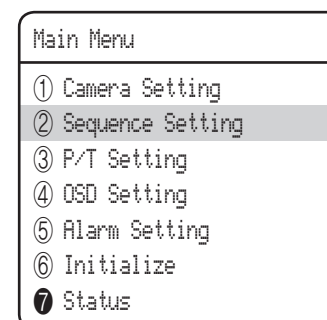 Main Menu
① Camera Setting
② Sequence Setting
③ P/T Setting
④ OSD Setting
⑤ Alarm Setting
⑥ Initialize
❼ Status